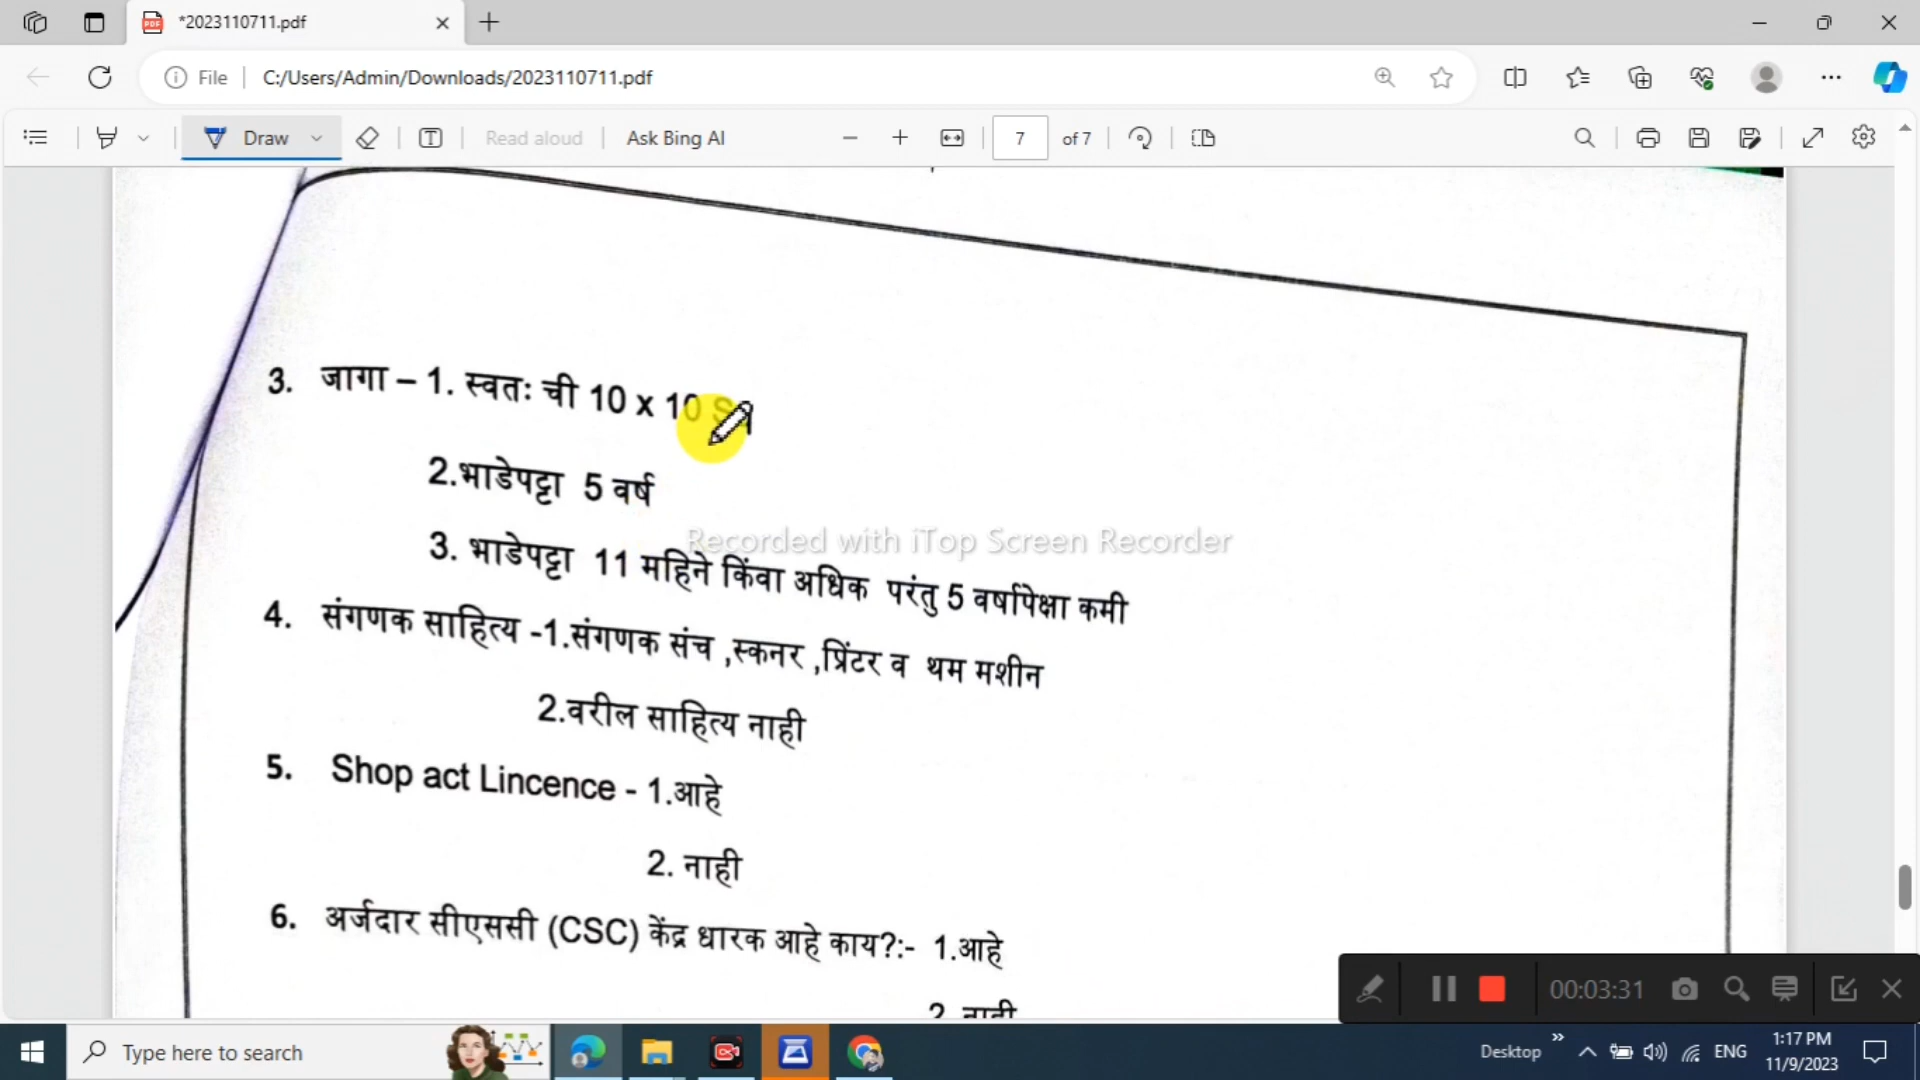 *2023110711.pdf
File
C:/Users/Admin/Downloads/2023110711.pdf
Draw
Read aloud
Ask Bing AI
7
of 7
3. जागा – 1. स्वतः ची 10 x 10
2.भाडेपट्टा 5 वर्ष
Recorded with iTop Screen Recorder
3. भाडेपट्टा 11 महिने किंवा अधिक परंतु 5 वर्षापेक्षा कमी
4. संगणक साहित्य -1.संगणक संच ,स्कनर ,प्रिंटर व थम मशीन
2.वरील साहित्य नाही
5. Shop act Lincence - 1.आहे
2. नाही
6. अर्जदार सीएससी (CSC) केंद्र धारक आहे काय?:- 1.आहे
00:03:31
Type here to search
Desktop
ENG
1:17 PM
11/9/2023